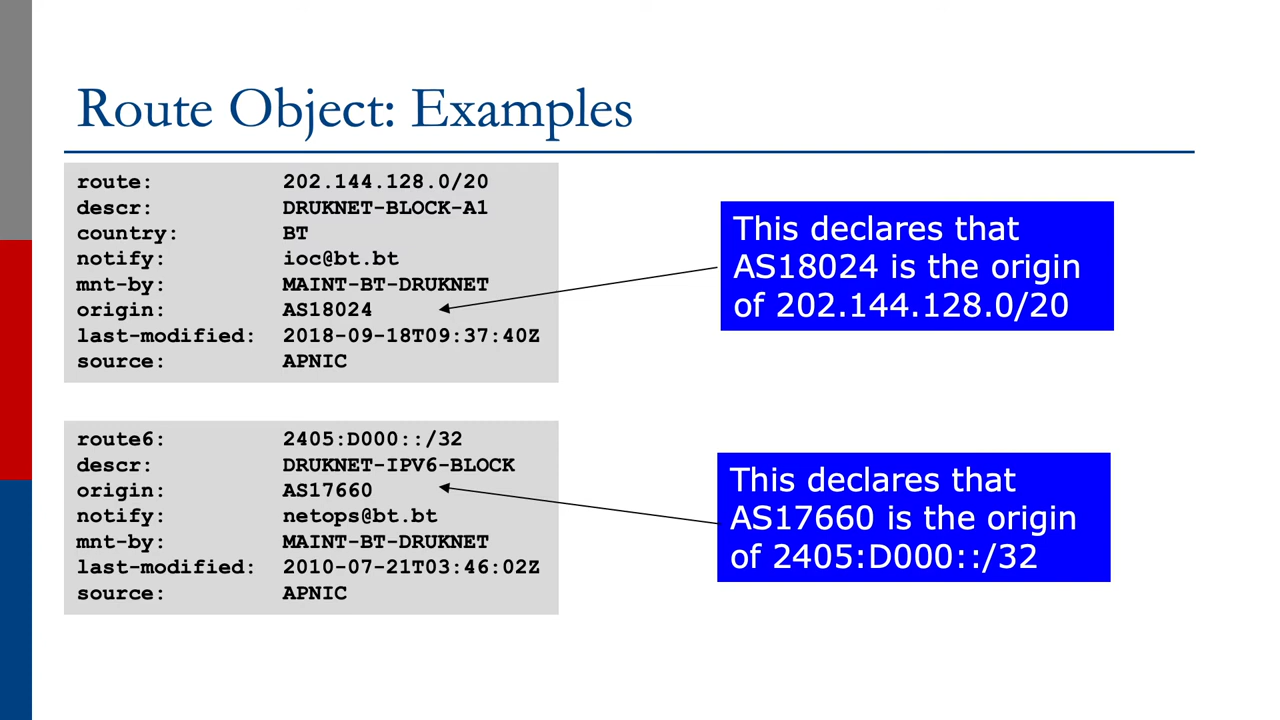 Route Object: Examples
route: 202.144.128.0/20
descr: DRUKNET-BLOCK-A1
country: BT
notify: ioc@bt.bt
mnt-by: MAINT-BT-DRUKNET
origin: AS18024
last-modified: 2018-09-18T09:37:40Z
source: APNIC
This declares that
AS18024 is the origin
of 202.144.128.0/20
route6: 2405:D000::/32
descr: DRUKNET-IPV6-BLOCK
origin: AS17660
notify: netops@bt.bt
mnt-by: MAINT-BT-DRUKNET
last-modified: 2010-07-21T03:46:02Z
source: APNIC
This declares that
AS17660 is the origin
of 2405:D000::/32